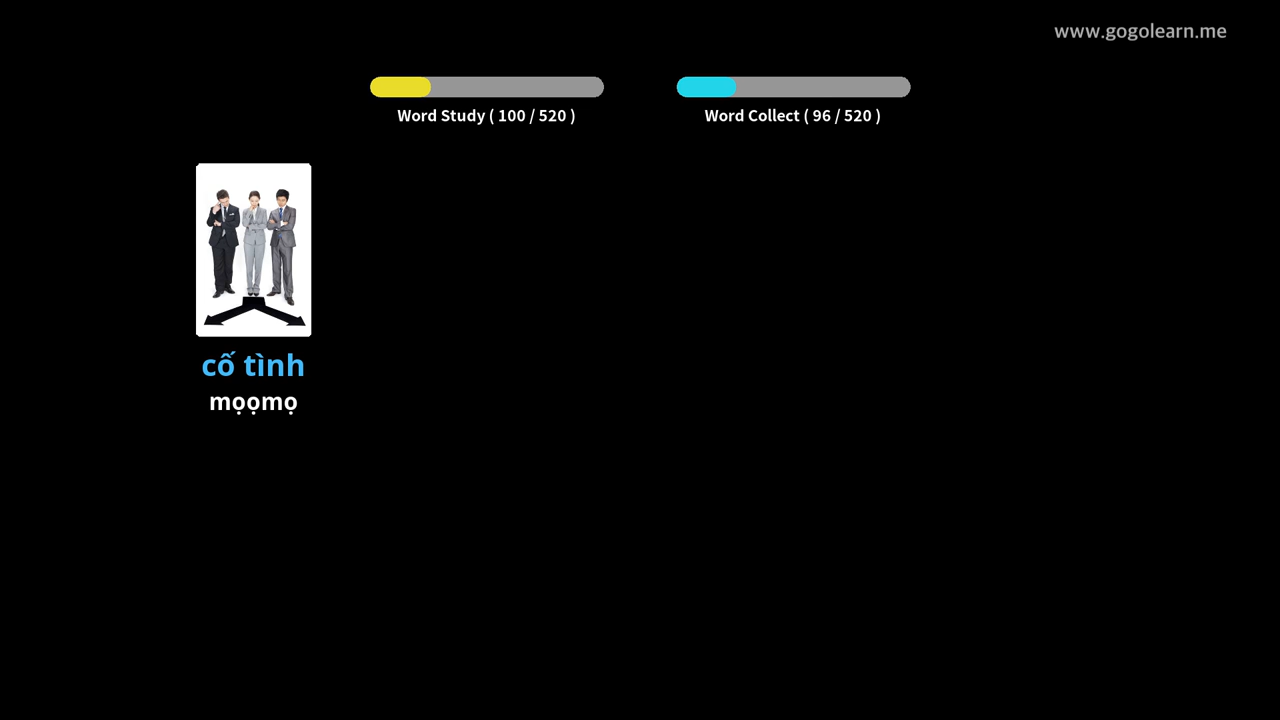 www.gogolearn.me
Word Study ( 100 / 520 )
Word Collect ( 96 / 520 )
cố tình
mọọmọ